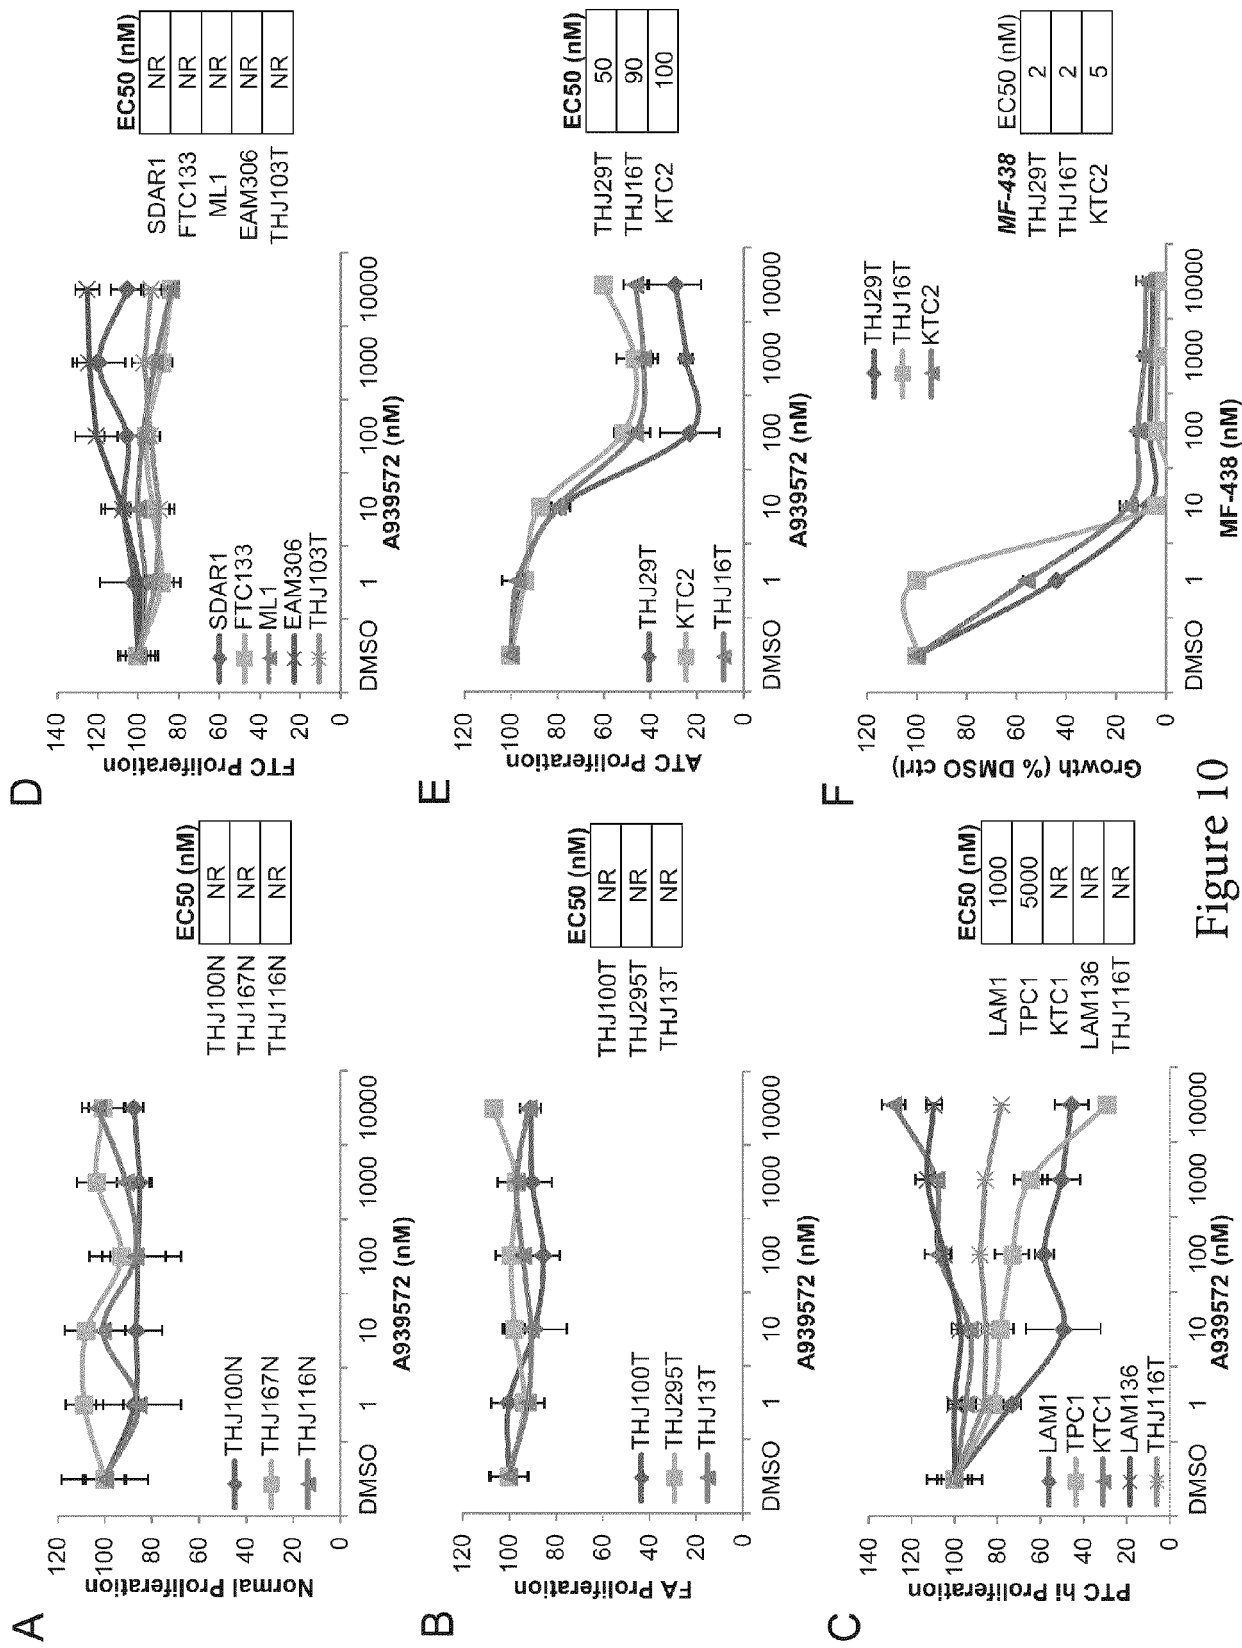 A
Normal Proliferation
140
120
100
80
60
40
20
0
THJ100N
THJ167N
THJ116N
DMSO
1
10
100
1000
10000
A939572 (nM)
EC50 (nM)
THJ100N NR
THJ167N NR
THJ116N NR
B
FA Proliferation
120
100
80
60
40
20
0
THJ100T
THJ295T
THJ13T
DMSO
1
10
100
1000
10000
A939572 (nM)
EC50 (nM)
THJ100T NR
THJ295T NR
THJ13T NR
C
PTC hi Proliferation
140
120
100
80
60
40
20
0
LAM1
TPC1
KTC1
LAM136
THJ116T
DMSO
1
10
100
1000
10000
A939572 (nM)
EC50 (nM)
LAM1 1000
TPC1 5000
KTC1 NR
LAM136 NR
THJ116T NR
D
FTC Proliferation
140
120
100
80
60
40
20
0
SDAR1
FTC133
ML1
EAM306
THJ103T
DMSO
1
10
100
1000
10000
A939572 (nM)
EC50 (nM)
SDAR1 NR
FTC133 NR
ML1 NR
EAM306 NR
THJ103T NR
E
ATC Proliferation
120
100
80
60
40
20
0
THJ29T
KTC2
THJ16T
DMSO
1
10
100
1000
10000
A939572 (nM)
EC50 (nM)
THJ29T 50
THJ16T 90
KTC2 100
F
Growth (% DMSO ctrl)
120
100
80
60
40
20
0
THJ29T
THJ16T
KTC2
DMSO
1
10
100
1000
10000
MF-438 (nM)
MF-438 EC50 (nM)
THJ29T 2
THJ16T 2
KTC2 5
Figure 10